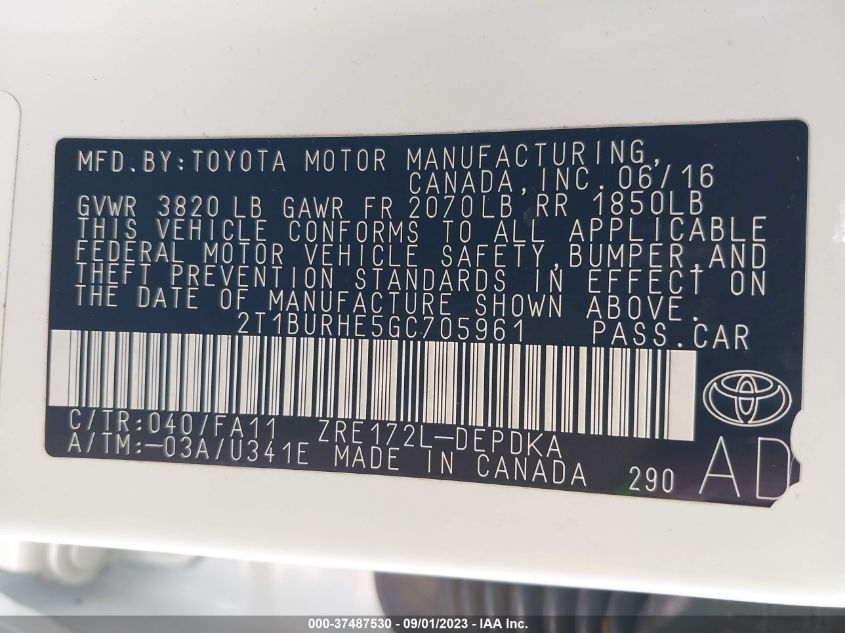 MFD. BY: TOYOTA MOTOR MANUFACTURING,
CANADA, INC. 06/16
GVWR 3820 LB GAWR FR 2070LB RR 1850LB
THIS VEHICLE CONFORMS TO ALL APPLICABLE
FEDERAL MOTOR VEHICLE SAFETY, BUMPER, AND
THEFT PREVENTION STANDARDS IN EFFECT ON
THE DATE OF MANUFACTURE SHOWN ABOVE.
2T1BURHE5GC705961 PASS. CAR
C/TR: 040/FA11 ZRE172L-DEPDKA
A/TM: -03A/U341E MADE IN CANADA 290 AD
000-37487530 - 09/01/2023 - IAA Inc.